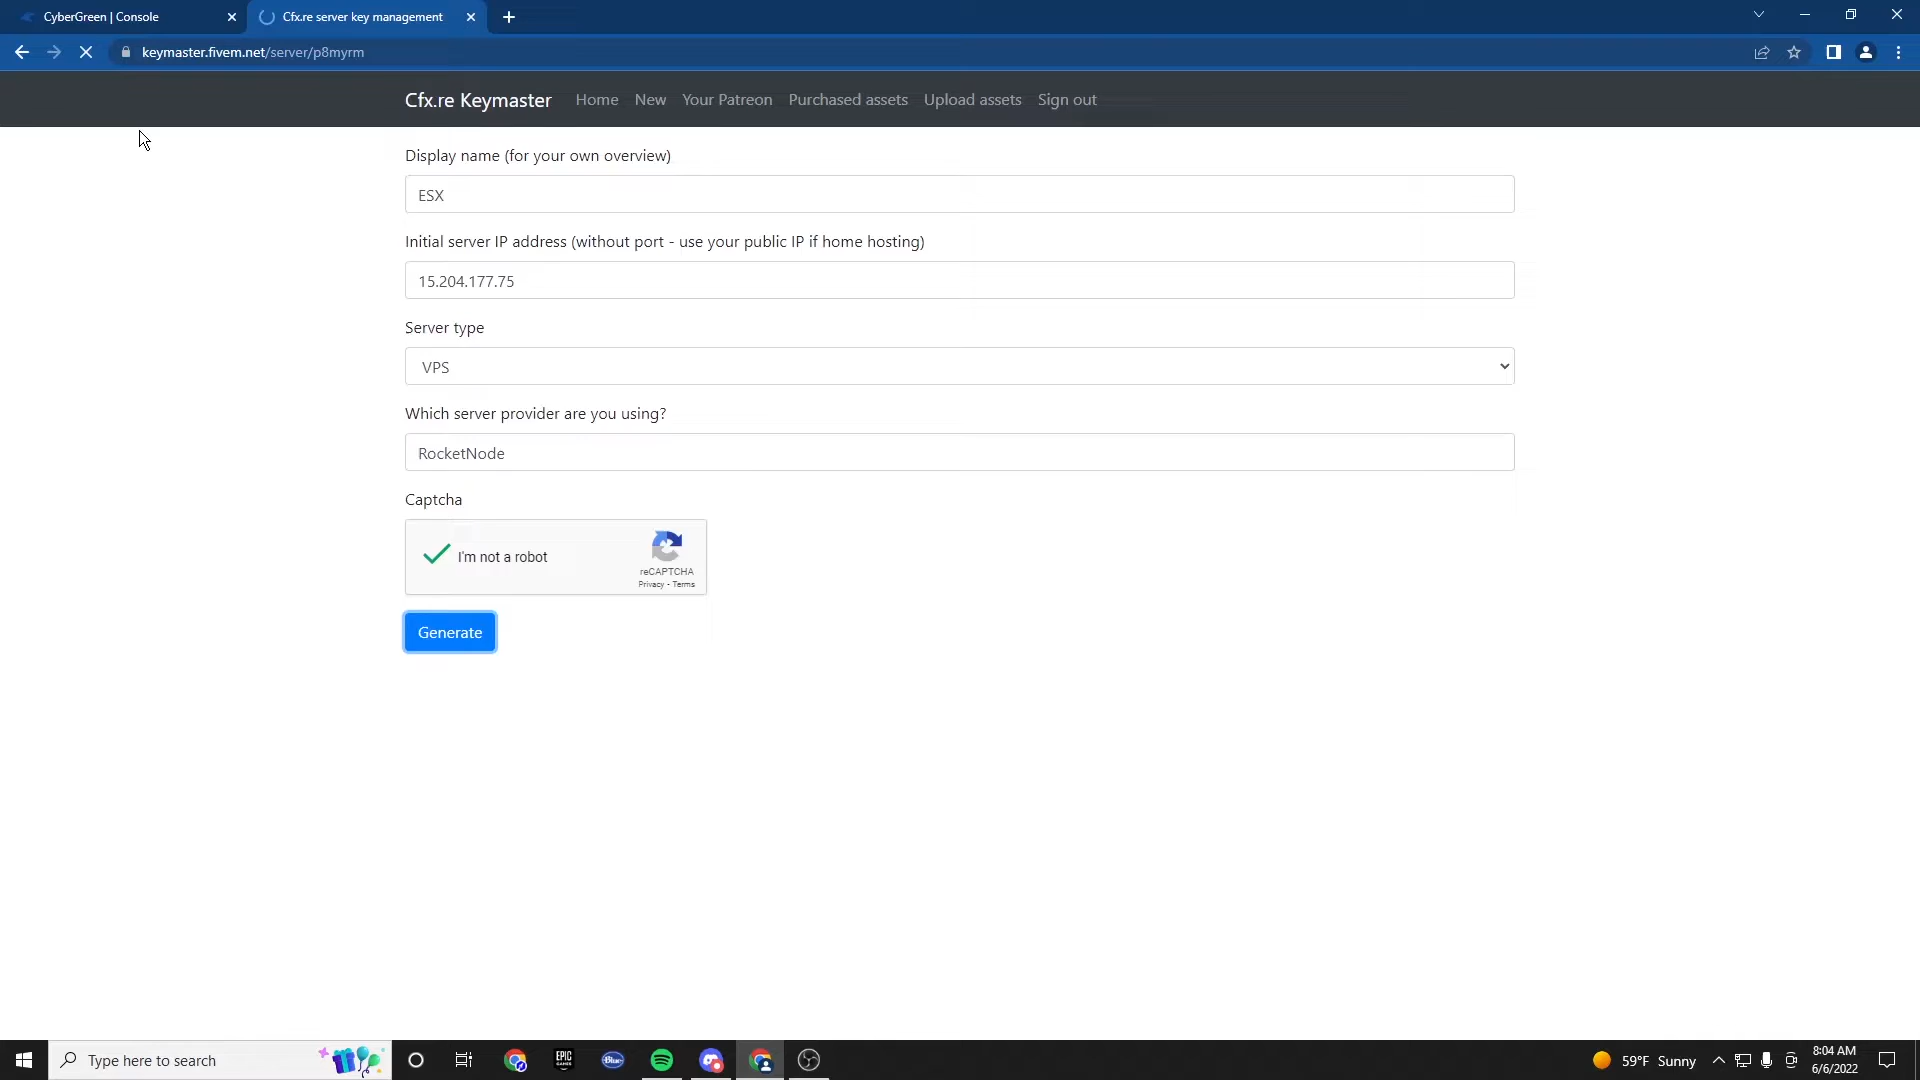 CyberGreen | Console
Cfx.re server key management
keymaster.fivem.net/server/p8myrm
Cfx.re Keymaster Home New Your Patreon Purchased assets Upload assets Sign out
Display name (for your own overview)
ESX
Initial server IP address (without port - use your public IP if home hosting)
15.204.177.75
Server type
VPS
Which server provider are you using?
RocketNode
Captcha
I'm not a robot
reCAPTCHA
Privacy - Terms
Generate
Type here to search
EPIC
GAMES
Blue
59°F Sunny
8:04 AM
6/6/2022